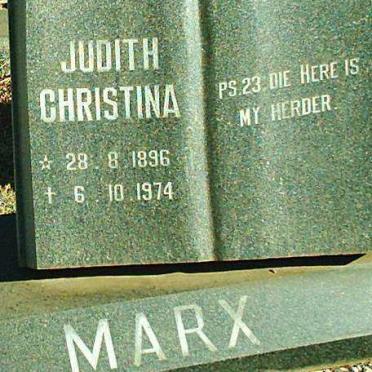 JUDITH
CHRISTINA
☆ 28.8.1896
✝ 6.10.1974
PS.23 DIE HERE IS
MY HERDER.
MARX